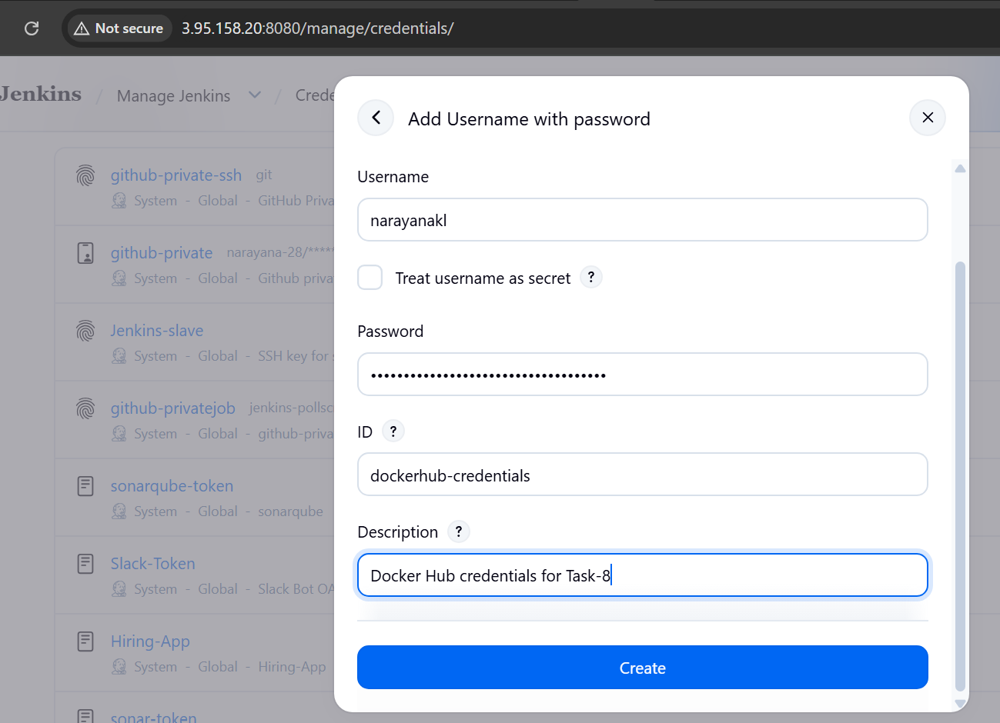 Not secure 3.95.158.20:8080/manage/credentials/
Jenkins / Manage Jenkins / Crede
Add Username with password
github-private-ssh git
System - Global - GitHub Priva
github-private narayana-28/*****
System - Global - Github priva
Jenkins-slave
System - Global - SSH key for s
github-privatejob jenkins-pollsc
System - Global - github-priva
sonarqube-token
System - Global - sonarqube
Slack-Token
System - Global - Slack Bot OA
Hiring-App
System - Global - Hiring-App
sonar-token
Username
narayanakl
Treat username as secret ?
Password
••••••••••••••••••••••••••••••••••••
ID ?
dockerhub-credentials
Description ?
Docker Hub credentials for Task-8
Create